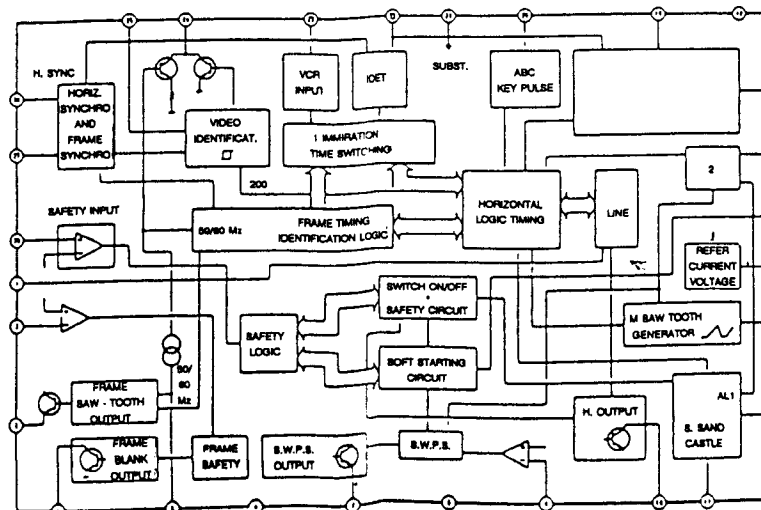 H. SYNC
HORIZ.
SYNCHRO
AND
FRAME
SYNCHRO
VIDEO
IDENTIFICAT.
VCR
INPUT
IDET
SUBST.
ABC
KEY PULSE
1 IMMIRATION
TIME SWITCHING
200
2
SAFETY INPUT
50/60 Mz
FRAME TIMING
IDENTIFICATION LOGIC
HORIZONTAL
LOGIC TIMING
LINE
REFER
CURRENT
VOLTAGE
SWITCH ON/OFF
+
SAFETY CIRCUIT
M SAW TOOTH
GENERATOR
SAFETY
LOGIC
SOFT STARTING
CIRCUIT
50/
60
Mz
FRAME
SAW - TOOTH
OUTPUT
AL1
S. SAND
CASTLE
H. OUTPUT
FRAME
BLANK
OUTPUT
FRAME
SAFETY
S.W.P.S.
OUTPUT
S.W.P.S.